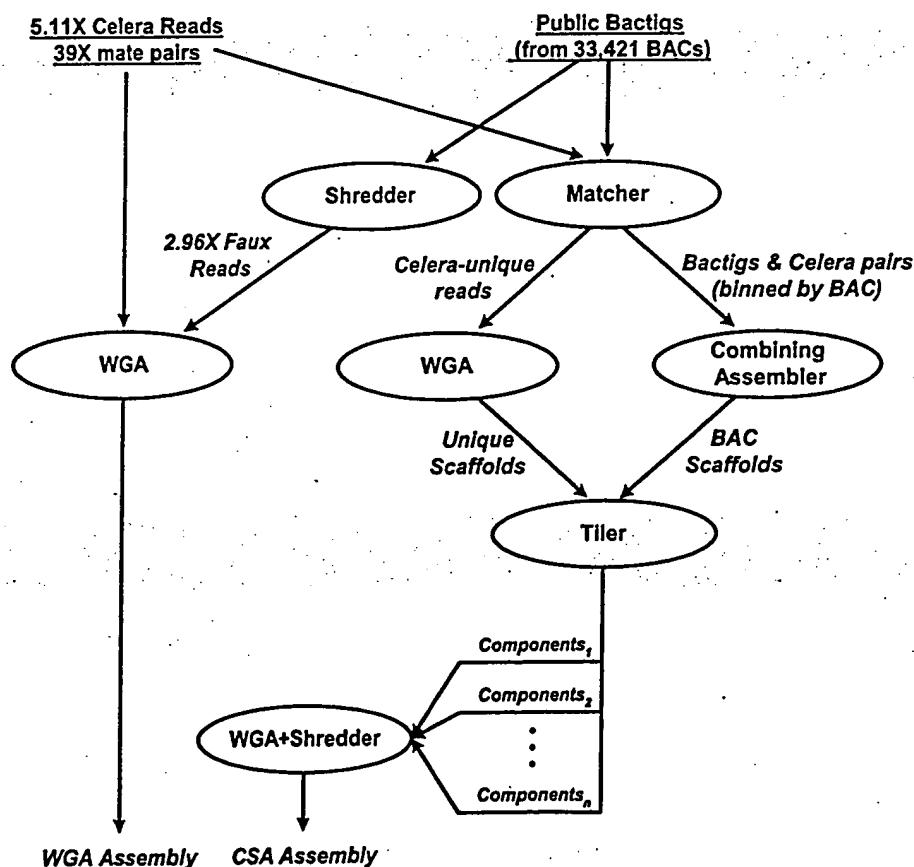 5.11X Celera Reads
39X mate pairs
Public Bactigs
(from 33,421 BACs)
Shredder
Matcher
2.96X Faux
Reads
Celera-unique
reads
Bactigs & Celera pairs
(binned by BAC)
WGA
WGA
Combining
Assembler
Unique
Scaffolds
BAC
Scaffolds
Tiler
Components1
Components2
WGA+Shredder
Componentsn
WGA Assembly
CSA Assembly